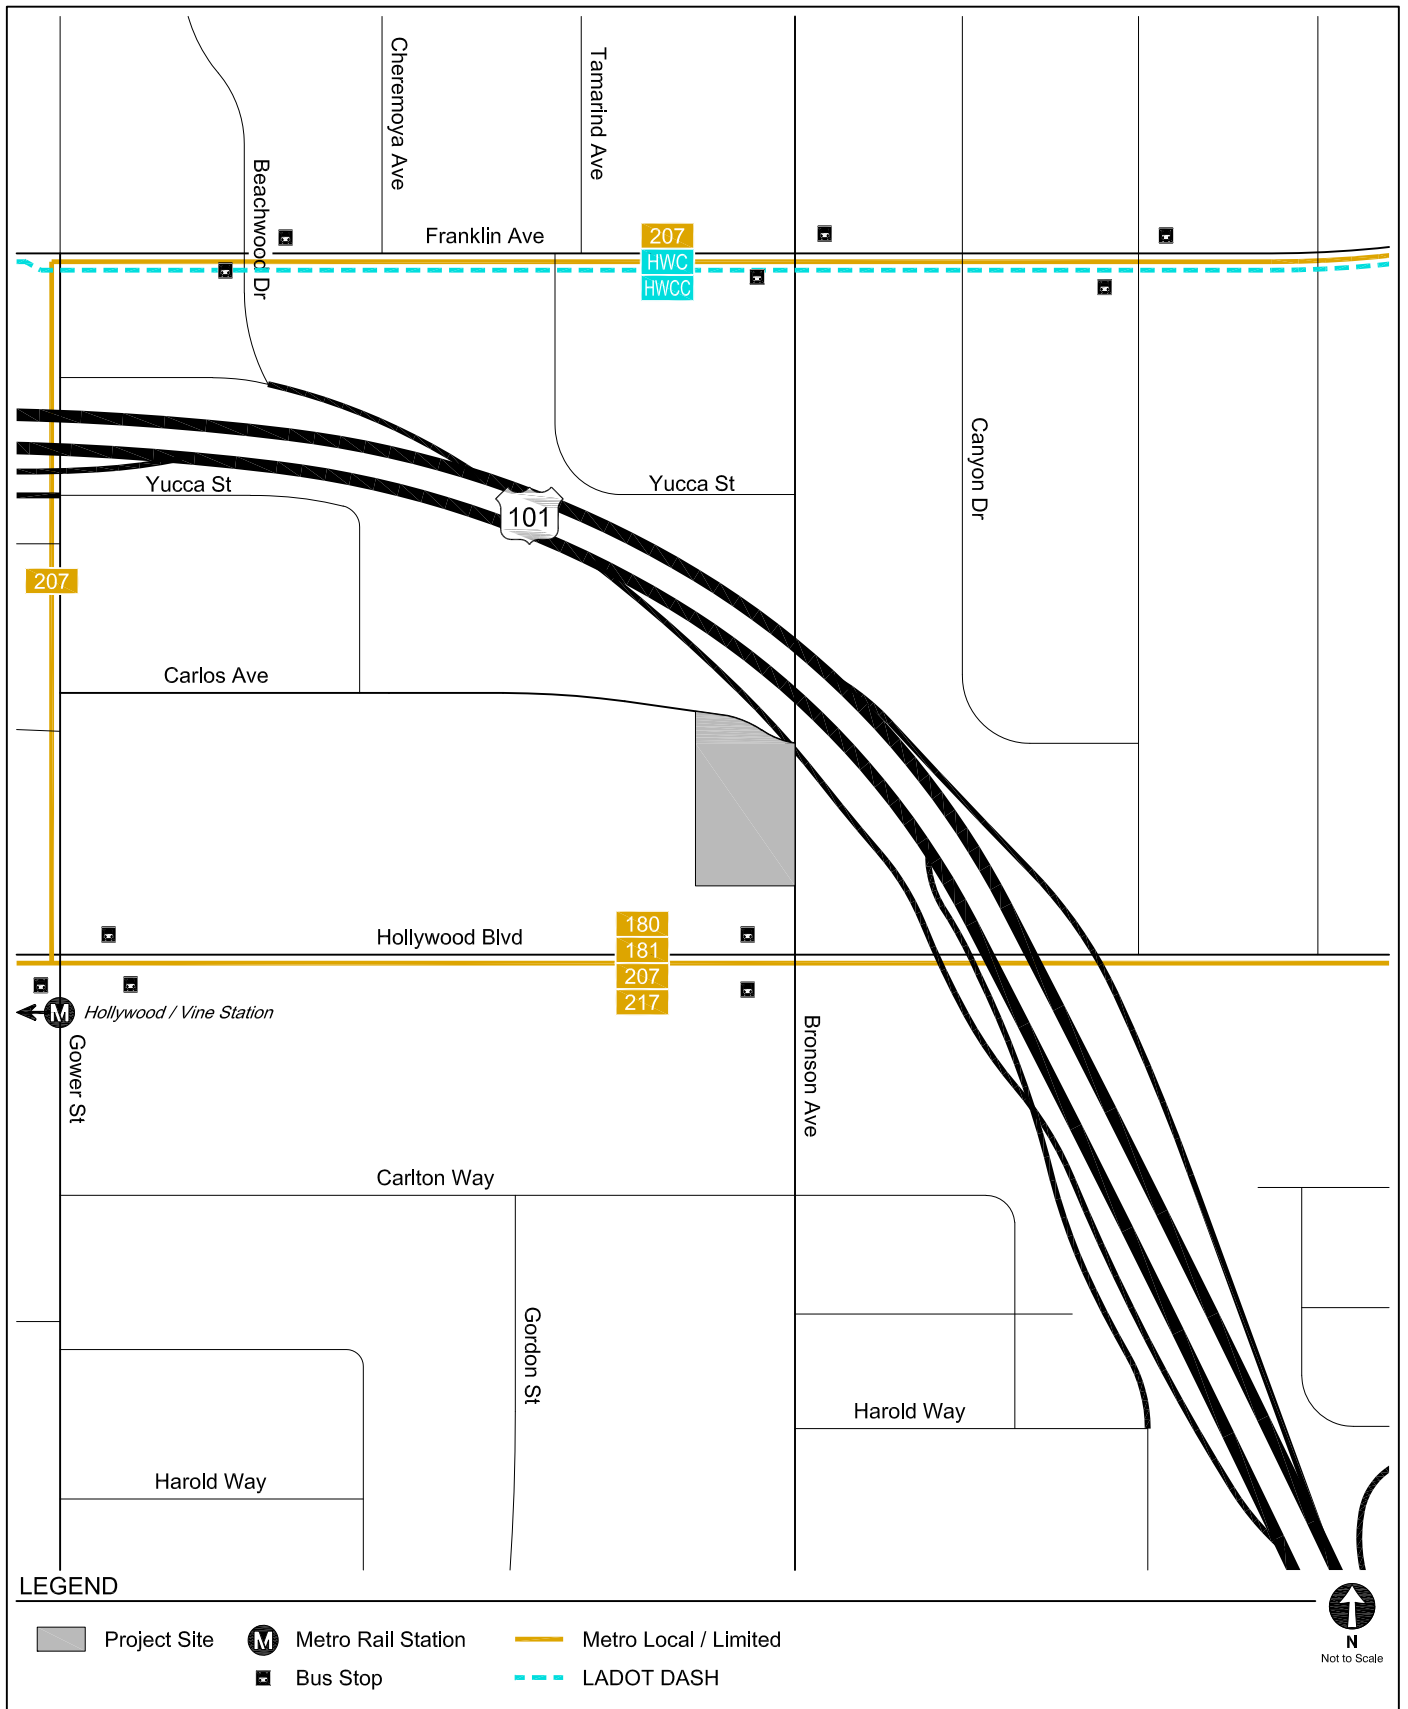 Cheremoya Ave
Tamarind Ave
Beachwood Dr
Franklin Ave
207
HWC
HWCC
Canyon Dr
Yucca St
Yucca St
101
207
Carlos Ave
180
Hollywood Blvd
181
207
217
M
Hollywood / Vine Station
Gower St
Bronson Ave
Carlton Way
Gordon St
Harold Way
Harold Way
LEGEND
Project Site
M
Metro Rail Station
Metro Local / Limited
Bus Stop
LADOT DASH
N
Not to Scale